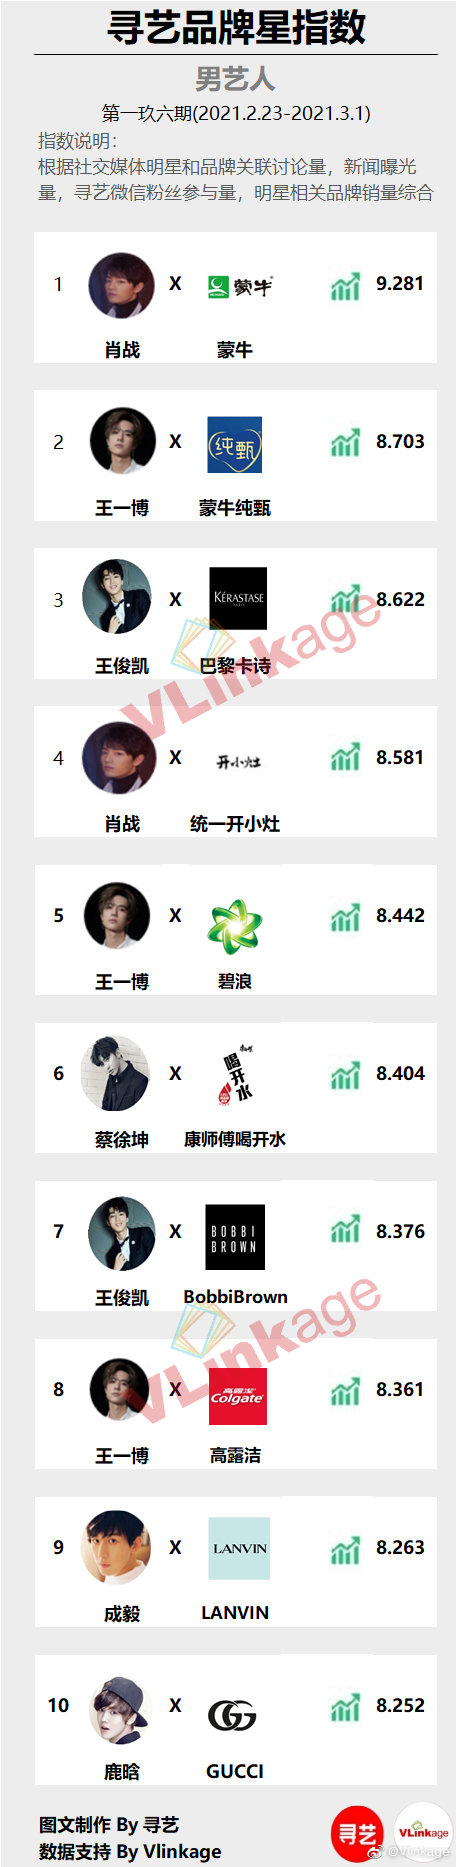 寻艺品牌星指数
男艺人
第一玖六期(2021.2.23-2021.3.1)
指数说明：
根据社交媒体明星和品牌关联讨论量，新闻曝光
量，寻艺微信粉丝参与量，明星相关品牌销量综合
1 X 蒙牛 9.281
肖战 蒙牛
2 X 纯甄 8.703
王一博 蒙牛纯甄
3 X KÉRASTASE PARIS 8.622
王俊凯 巴黎卡诗
VLinkage
4 X 开小灶 8.581
肖战 统一开小灶
5 X 8.442
王一博 碧浪
6 X 康师傅 喝开水 8.404
蔡徐坤 康师傅喝开水
7 X BOBBI BROWN 8.376
王俊凯 BobbiBrown
VLinkage
8 X 高露洁 Colgate 8.361
王一博 高露洁
9 X LANVIN 8.263
成毅 LANVIN
10 X 8.252
鹿晗 GUCCI
图文制作 By 寻艺
数据支持 By Vlinkage
寻艺
VLinkage
@Vlinkage